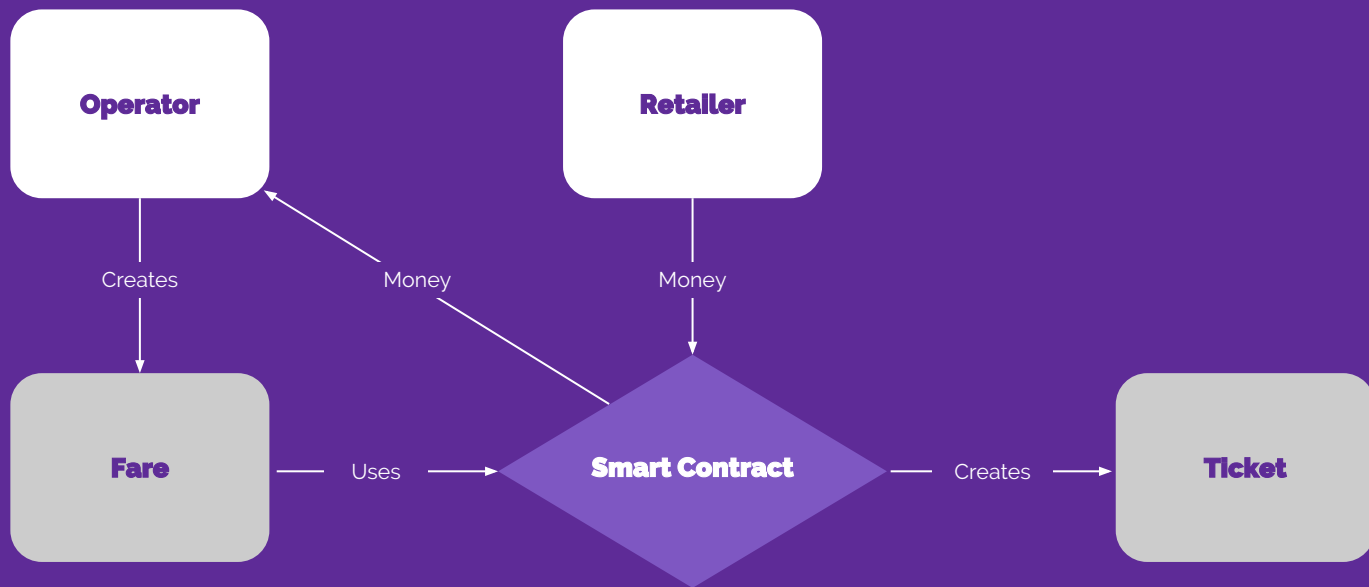 Operator
Retailer
Creates
Money
Money
Fare
Uses
Smart Contract
Creates
Ticket